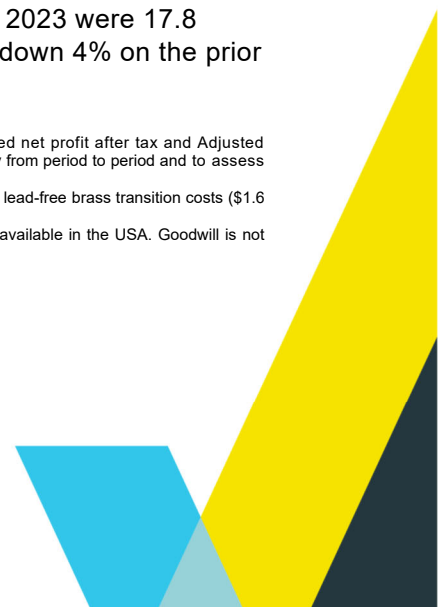 2023 were 17.8
down 4% on the prior
ed net profit after tax and Adjusted
from period to period and to assess
lead-free brass transition costs ($1.6
available in the USA. Goodwill is not